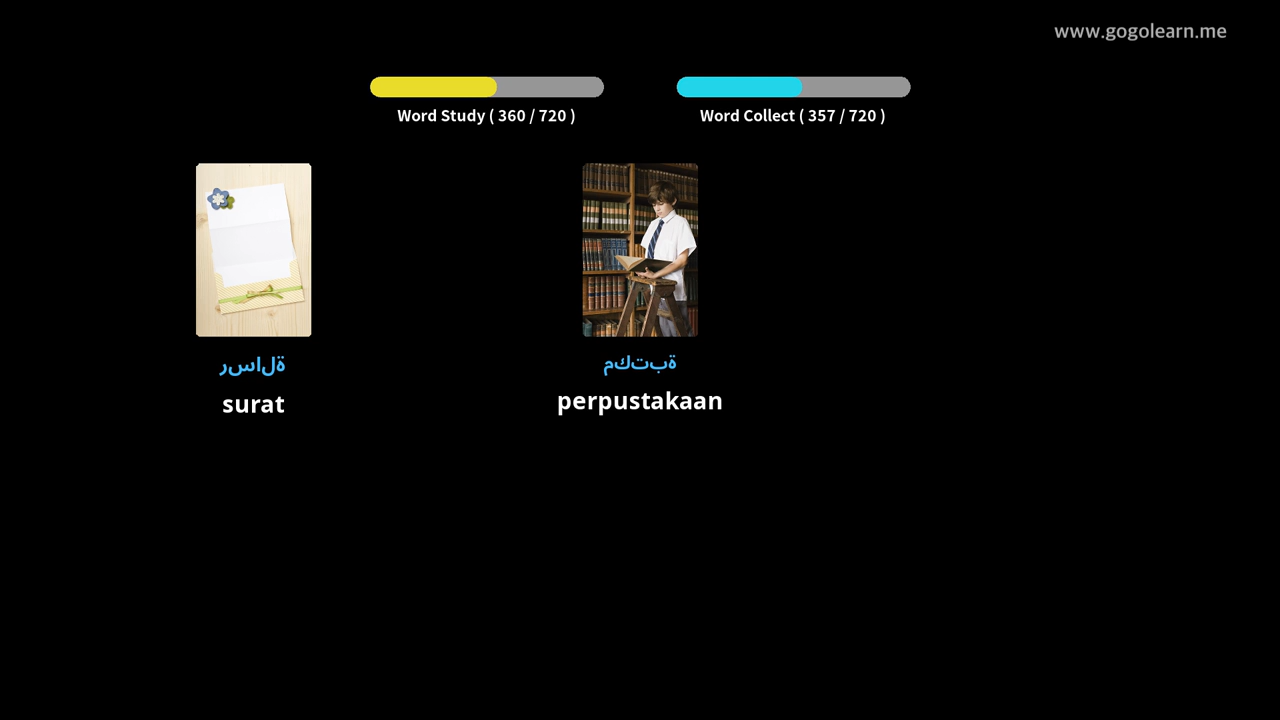 www.gogolearn.me
Word Study ( 360 / 720 )
Word Collect ( 357 / 720 )
رسالة
surat
مكتبة
perpustakaan